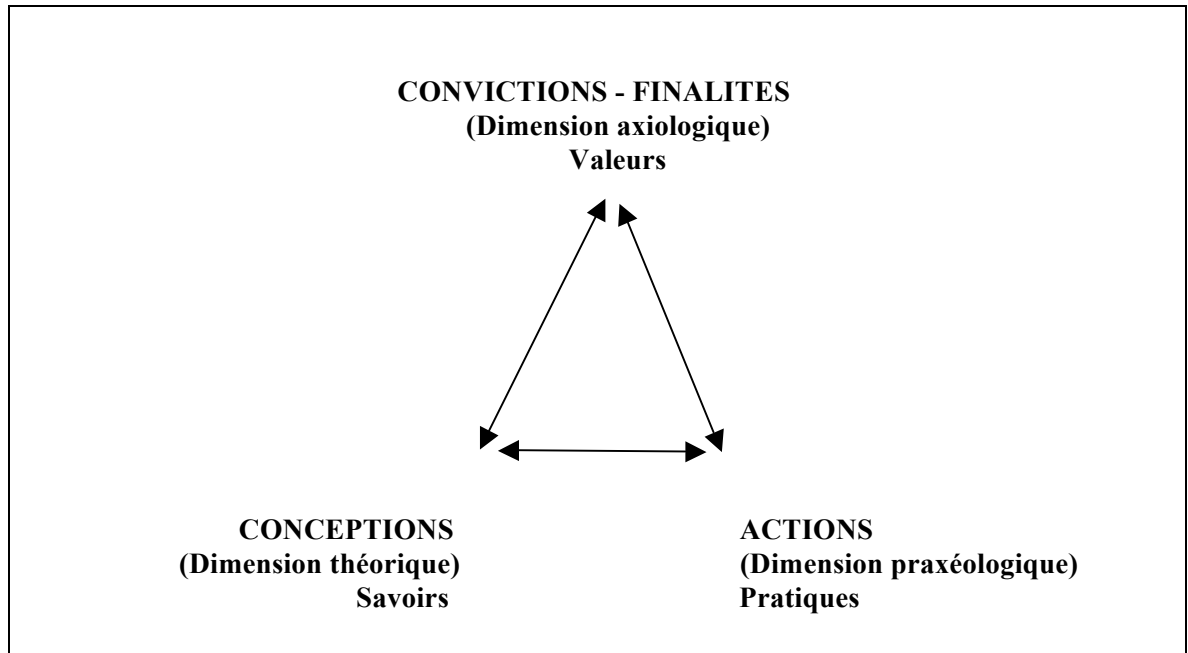 CONVICTIONS - FINALITES
(Dimension axiologique)
Valeurs
CONCEPTIONS
(Dimension théorique)
Savoirs
ACTIONS
(Dimension praxéologique)
Pratiques